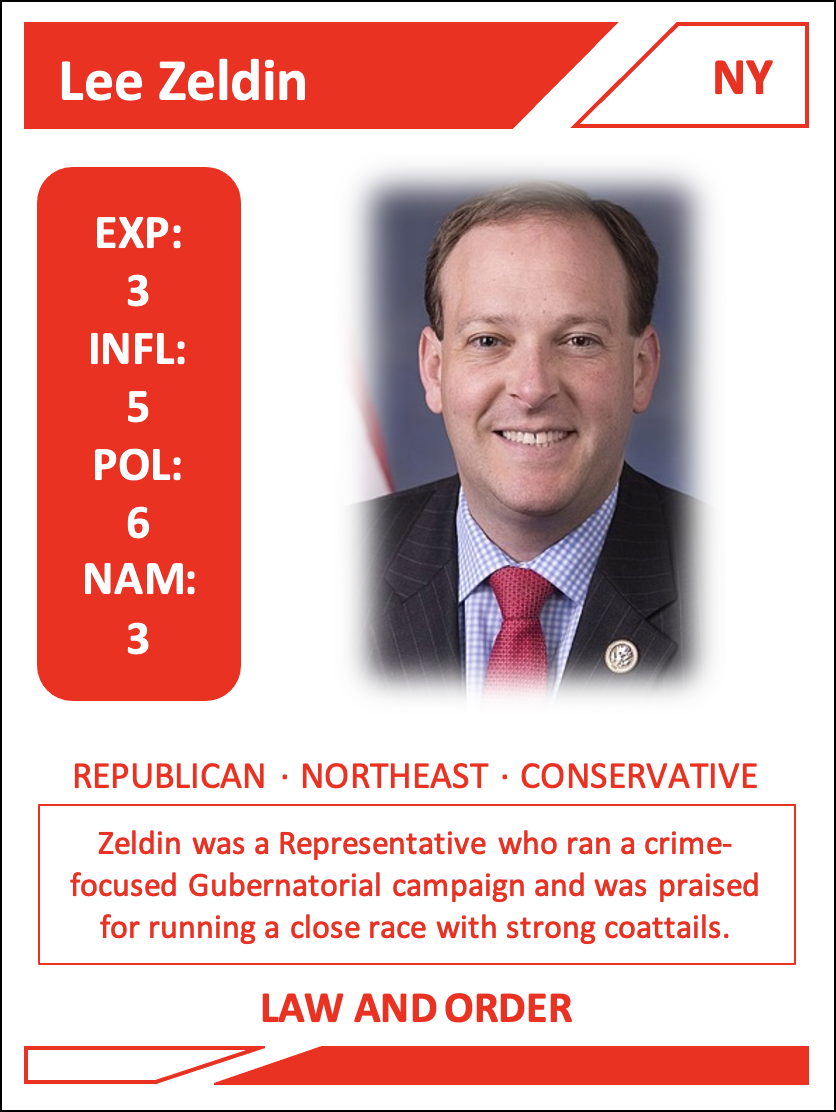 Lee Zeldin
NY
EXP:
3
INFL:
5
POL:
6
NAM:
3
REPUBLICAN · NORTHEAST · CONSERVATIVE
Zeldin was a Representative who ran a crime-
focused Gubernatorial campaign and was praised
for running a close race with strong coattails.
LAW AND ORDER